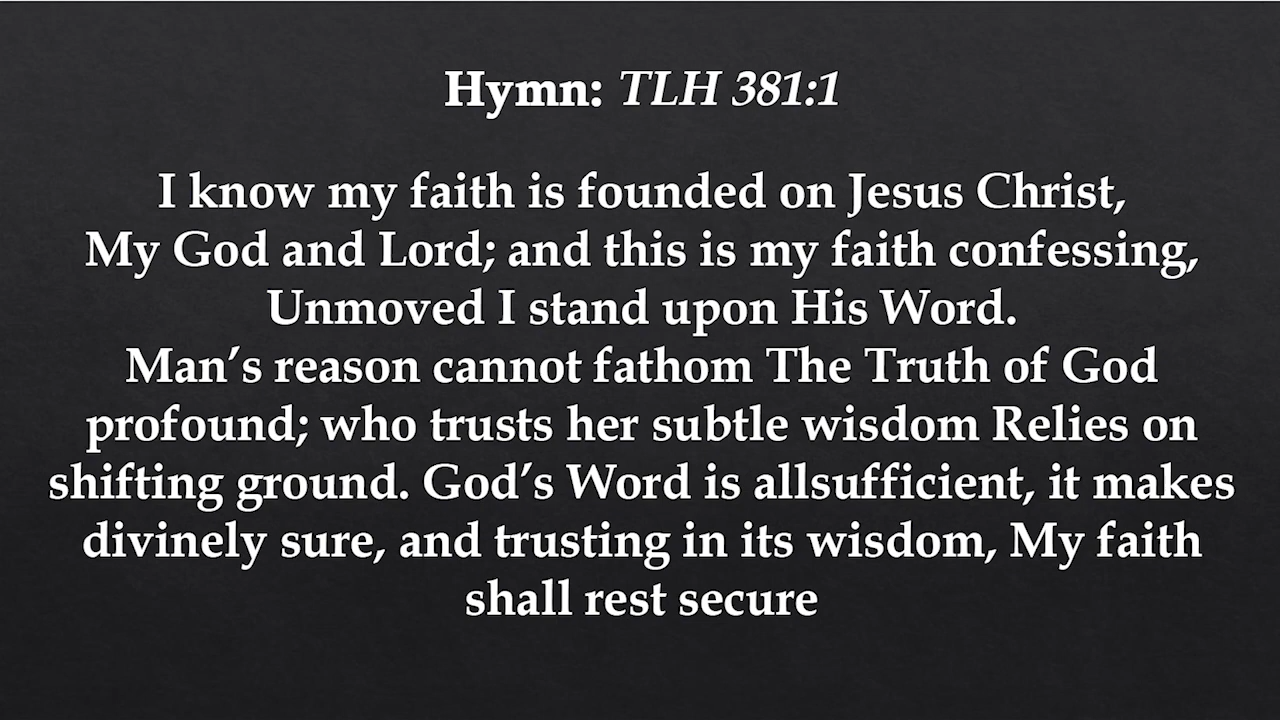 Hymn: TLH 381:1
I know my faith is founded on Jesus Christ,
My God and Lord; and this is my faith confessing,
Unmoved I stand upon His Word.
Man’s reason cannot fathom The Truth of God
profound; who trusts her subtle wisdom Relies on
shifting ground. God’s Word is allsufficient, it makes
divinely sure, and trusting in its wisdom, My faith
shall rest secure